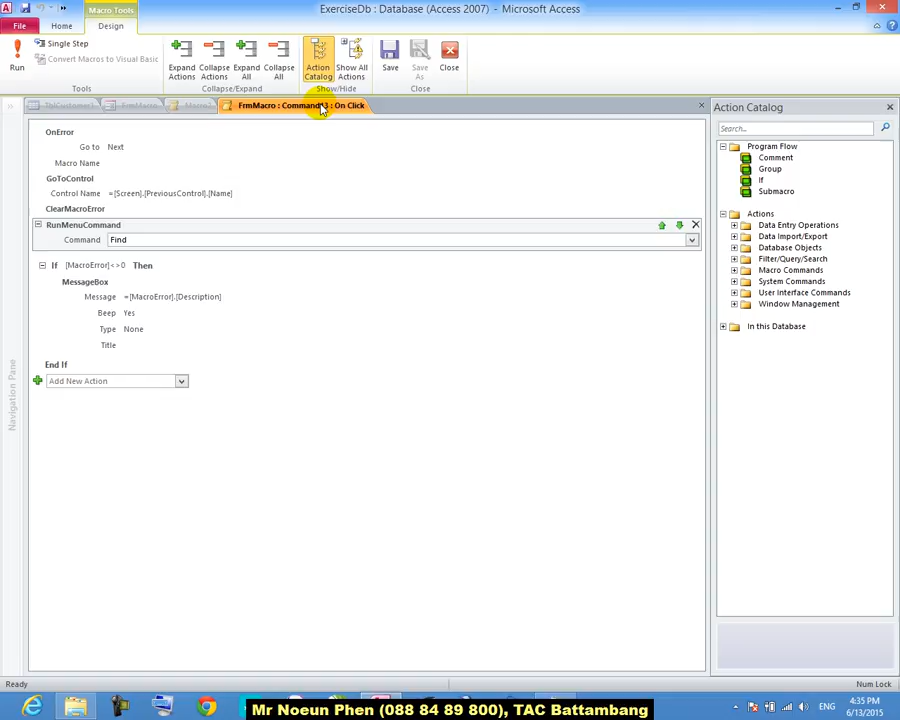 Macro Tools
ExerciseDb : Database (Access 2007) - Microsoft Access
File
Home
Design
Run
Single Step
Convert Macros to Visual Basic
Tools
Expand Actions
Collapse Actions
Expand All
Collapse All
Collapse/Expand
Action Catalog
Show All Actions
Show/Hide
Save
Save As
Close
Close
TblCustomer
FrmMacro
FrmMacro : Command13 : On Click
Action Catalog
Navigation Pane
OnError
Go to Next
Macro Name
GoToControl
Control Name =[Screen].[PreviousControl].[Name]
ClearMacroError
RunMenuCommand
Command Find
If [MacroError]<>0 Then
MessageBox
Message =[MacroError].[Description]
Beep Yes
Type None
Title
End If
Add New Action
Search...
Program Flow
Comment
Group
If
Submacro
Actions
Data Entry Operations
Data Import/Export
Database Objects
Filter/Query/Search
Macro Commands
System Commands
User Interface Commands
Window Management
In this Database
Ready
Num Lock
Mr Noeun Phen (088 84 89 800), TAC Battambang
ENG
4:35 PM
6/13/2015